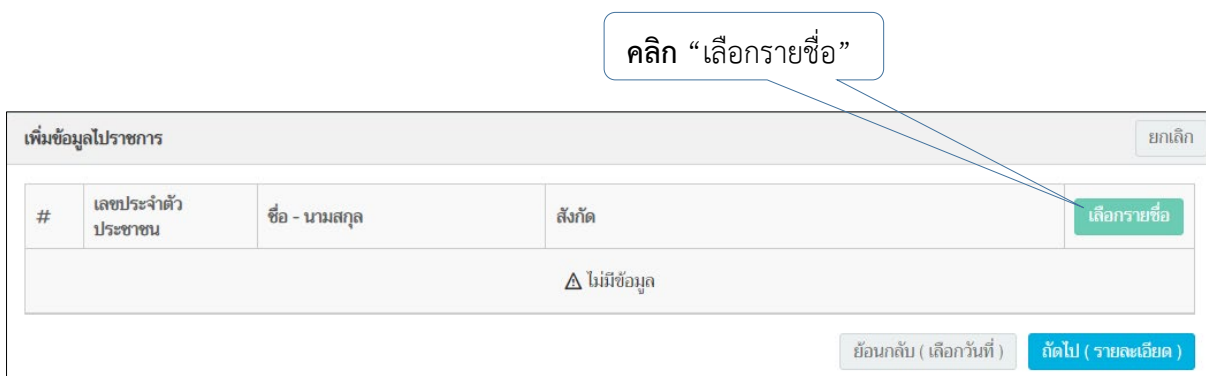 คลิก “เลือกรายชื่อ”
เพิ่มข้อมูลไปราชการ
ยกเลิก
#
เลขประจำตัว
ประชาชน
ชื่อ - นามสกุล
สังกัด
เลือกรายชื่อ
⚠ ไม่มีข้อมูล
ย้อนกลับ ( เลือกวันที่ )
ถัดไป ( รายละเอียด )